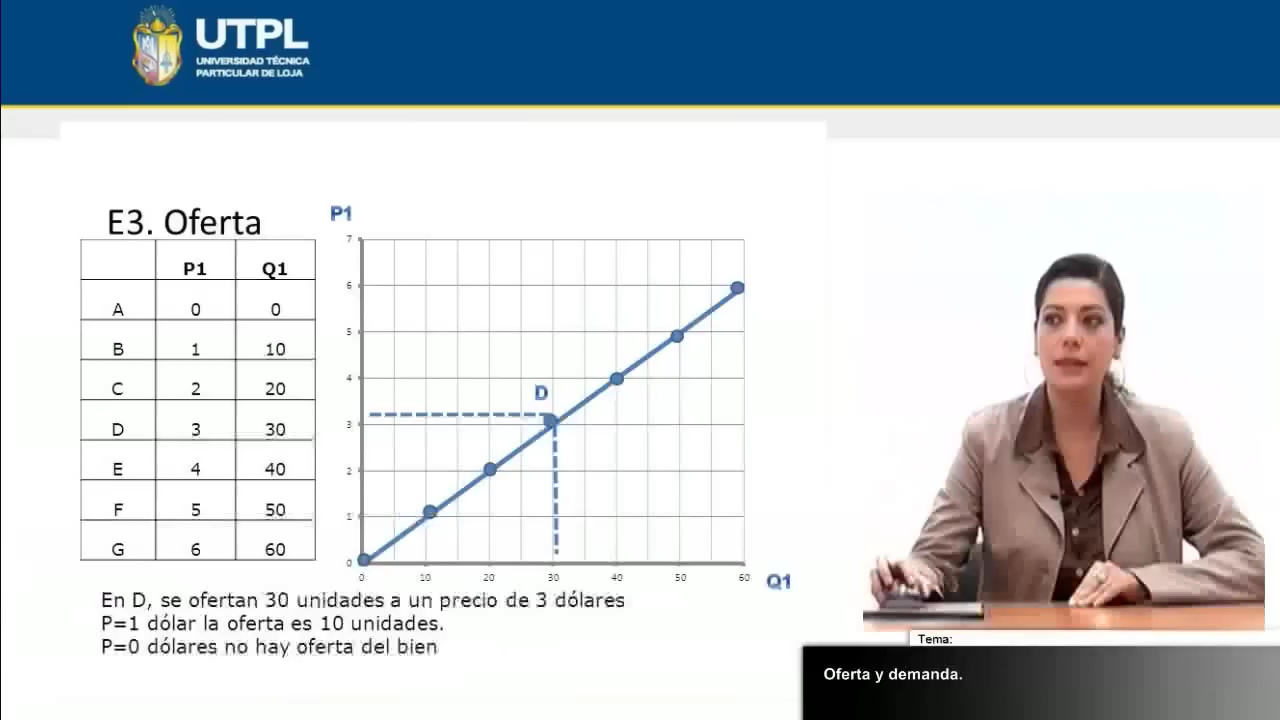 UTPL
UNIVERSIDAD TÉCNICA
PARTICULAR DE LOJA
E3. Oferta
P1 Q1
A 0 0
B 1 10
C 2 20
D 3 30
E 4 40
F 5 50
G 6 60
P1
7
6
5
4
3
2
1
0
D
0 10 20 30 40 50 60
Q1
En D, se ofertan 30 unidades a un precio de 3 dólares
P=1 dólar la oferta es 10 unidades.
P=0 dólares no hay oferta del bien
Tema:
Oferta y demanda.